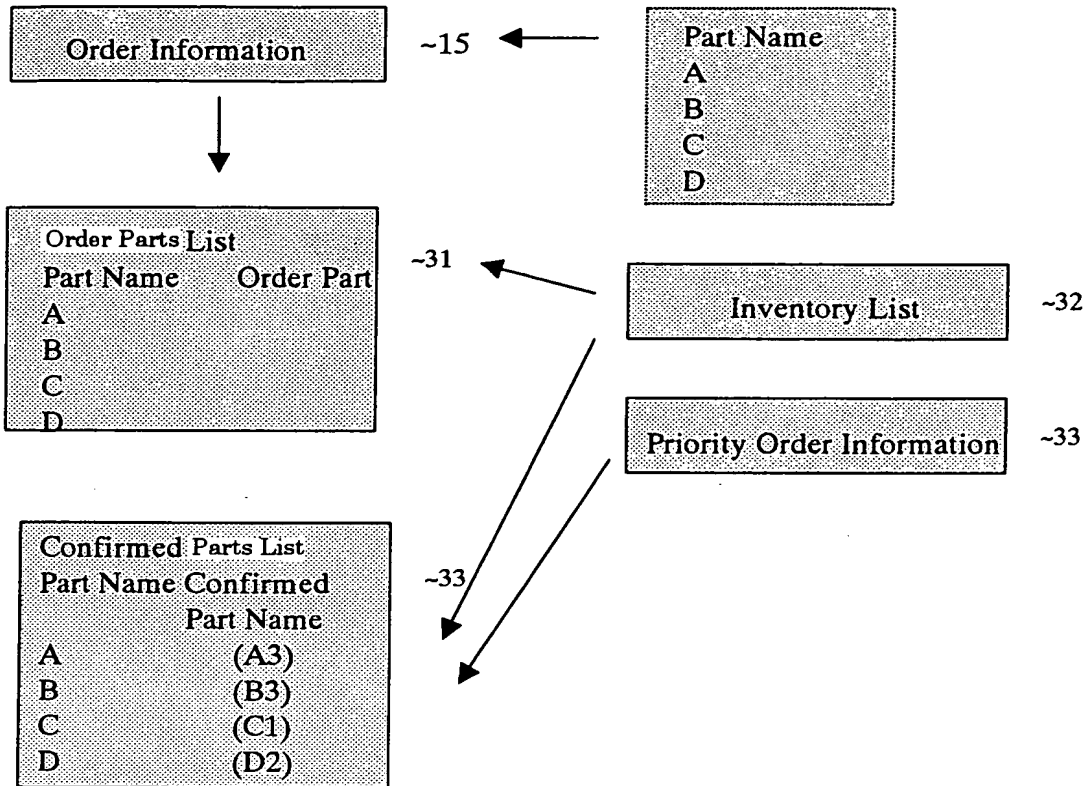 Order Information
~15
Part Name
A
B
C
D
Order Parts List
Part Name Order Part
A
B
C
D
~31
Inventory List
~32
Priority Order Information
~33
Confirmed Parts List
Part Name Confirmed
Part Name
A (A3)
B (B3)
C (C1)
D (D2)
~33